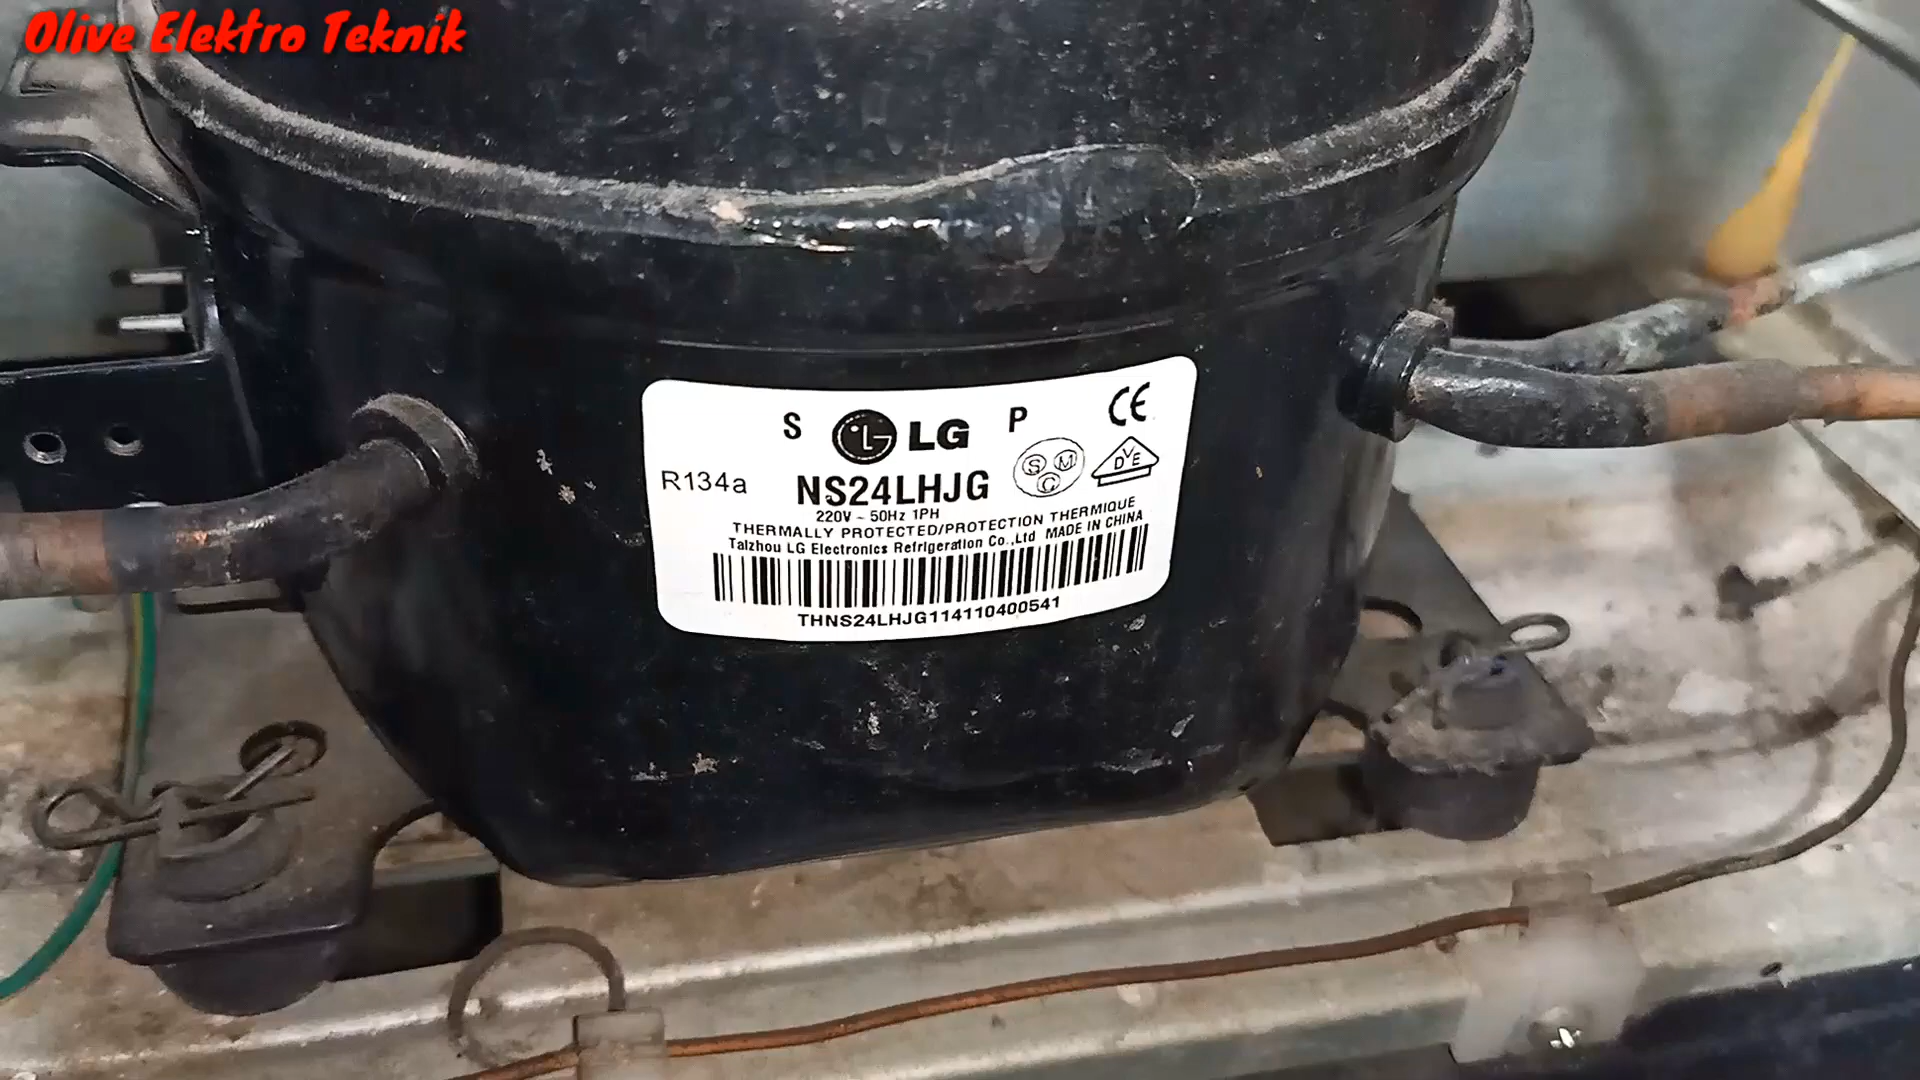 Olive Elektro Teknik
S LG P CE
R134a NS24LHJG S M C D V E
220V ~ 50Hz 1PH
THERMALLY PROTECTED/PROTECTION THERMIQUE
Taizhou LG Electronics Refrigeration Co.,Ltd MADE IN CHINA
THNS24LHJG114110400541